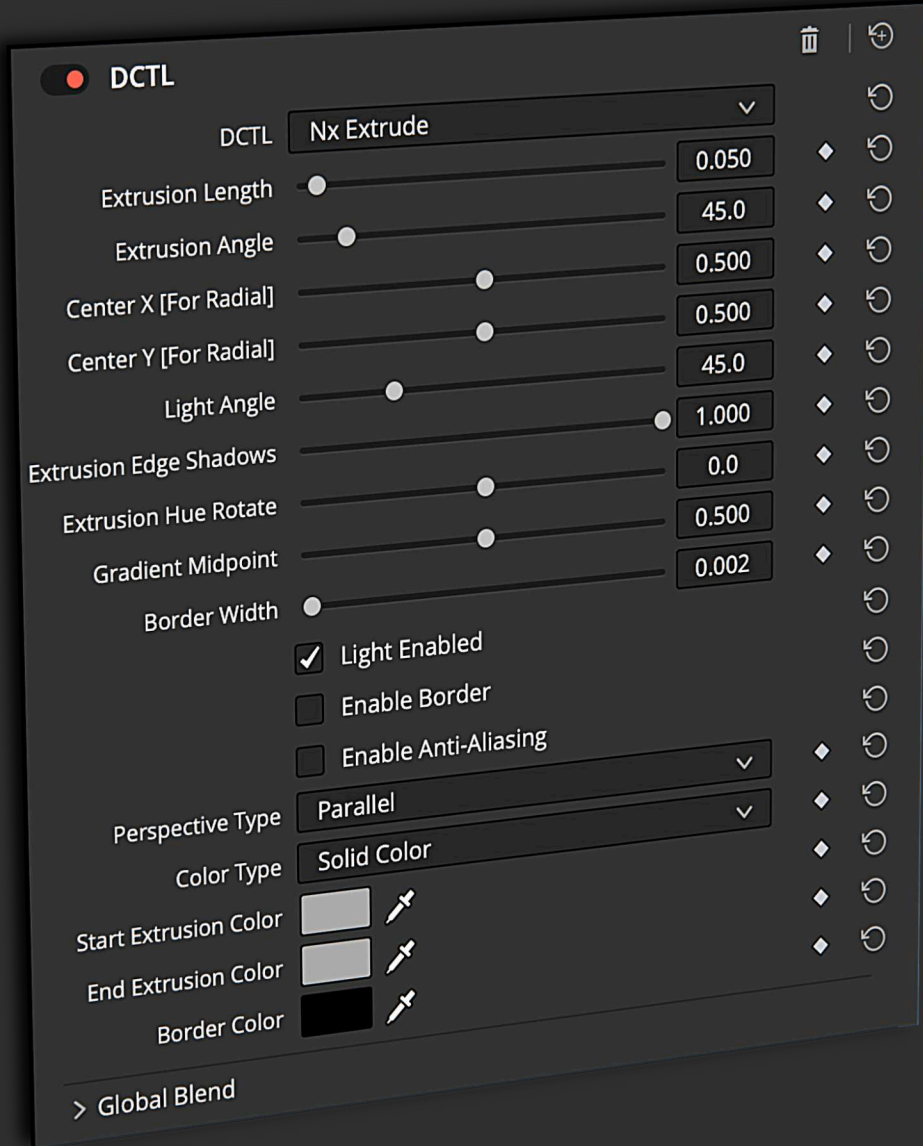 DCTL
DCTL Nx Extrude
Extrusion Length 0.050
Extrusion Angle 45.0
Center X [For Radial] 0.500
Center Y [For Radial] 0.500
Light Angle 45.0
Extrusion Edge Shadows 1.000
Extrusion Hue Rotate 0.0
Gradient Midpoint 0.500
Border Width 0.002
Light Enabled
Enable Border
Enable Anti-Aliasing
Perspective Type Parallel
Color Type Solid Color
Start Extrusion Color
End Extrusion Color
Border Color
Global Blend